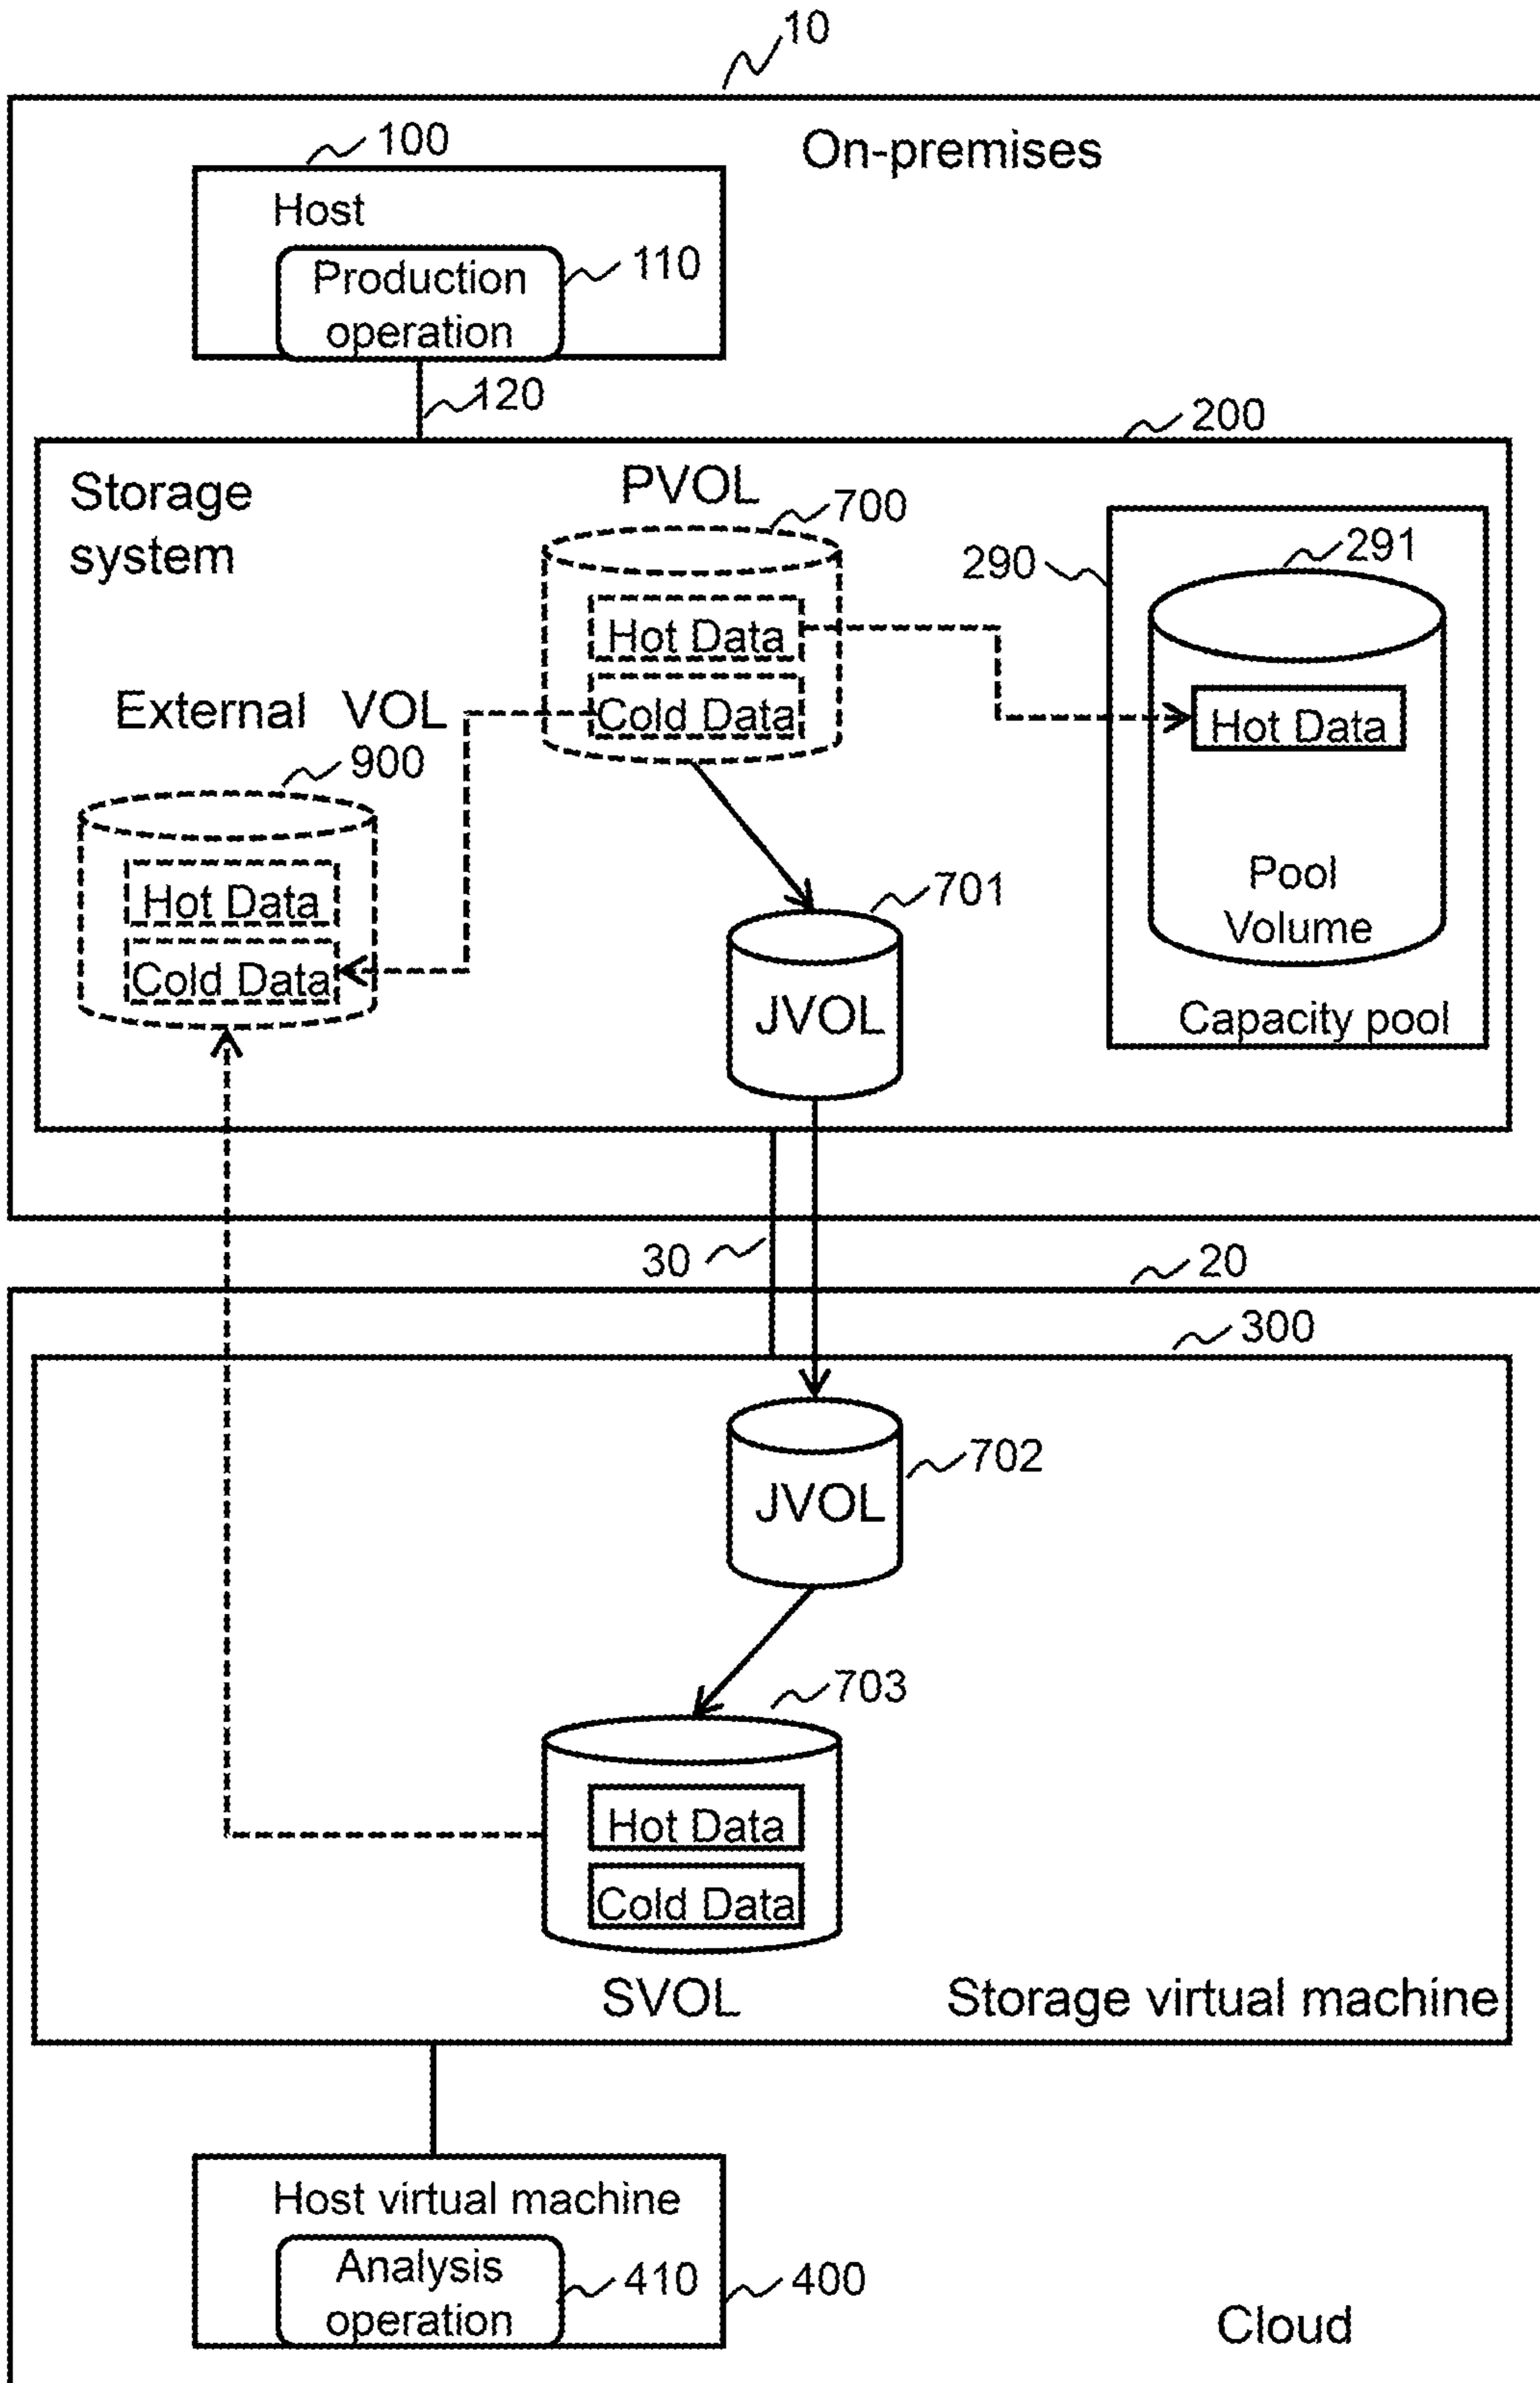 10
On-premises
100
Host
Production
operation
110
120
200
Storage
system
PVOL
700
290
291
Hot Data
Cold Data
Hot Data
External VOL
900
Hot Data
Cold Data
701
JVOL
Pool
Volume
Capacity pool
30
20
300
702
JVOL
703
Hot Data
Cold Data
SVOL
Storage virtual machine
Host virtual machine
Analysis
operation
410
400
Cloud